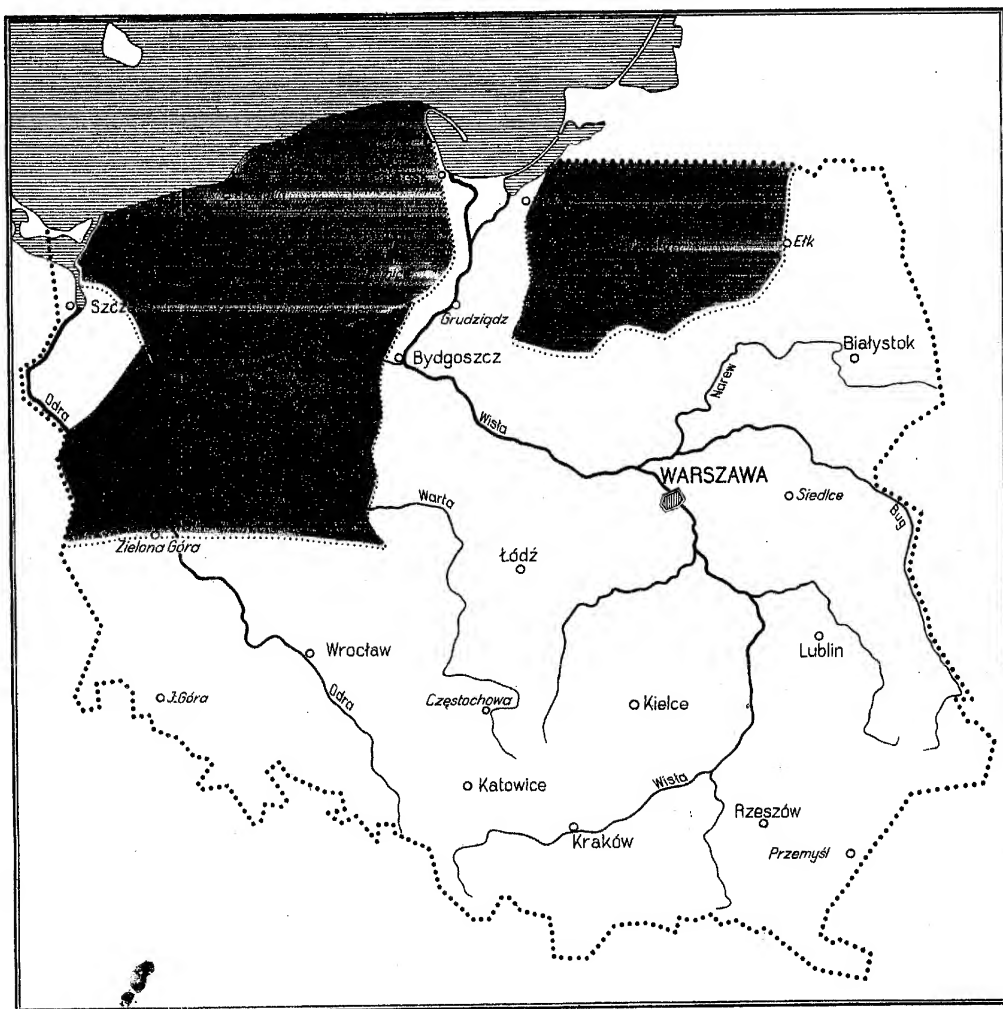 Ełk
Szcz
Grudziądz
Białystok
Bydgoszcz
Narew
Odra
Wisła
WARSZAWA
Siedlce
Warta
Bug
Zielona Góra
Łódź
Lublin
Wrocław
J.Góra
Odra
Częstochowa
Kielce
Katowice
Wisła
Rzeszów
Kraków
Przemyśl